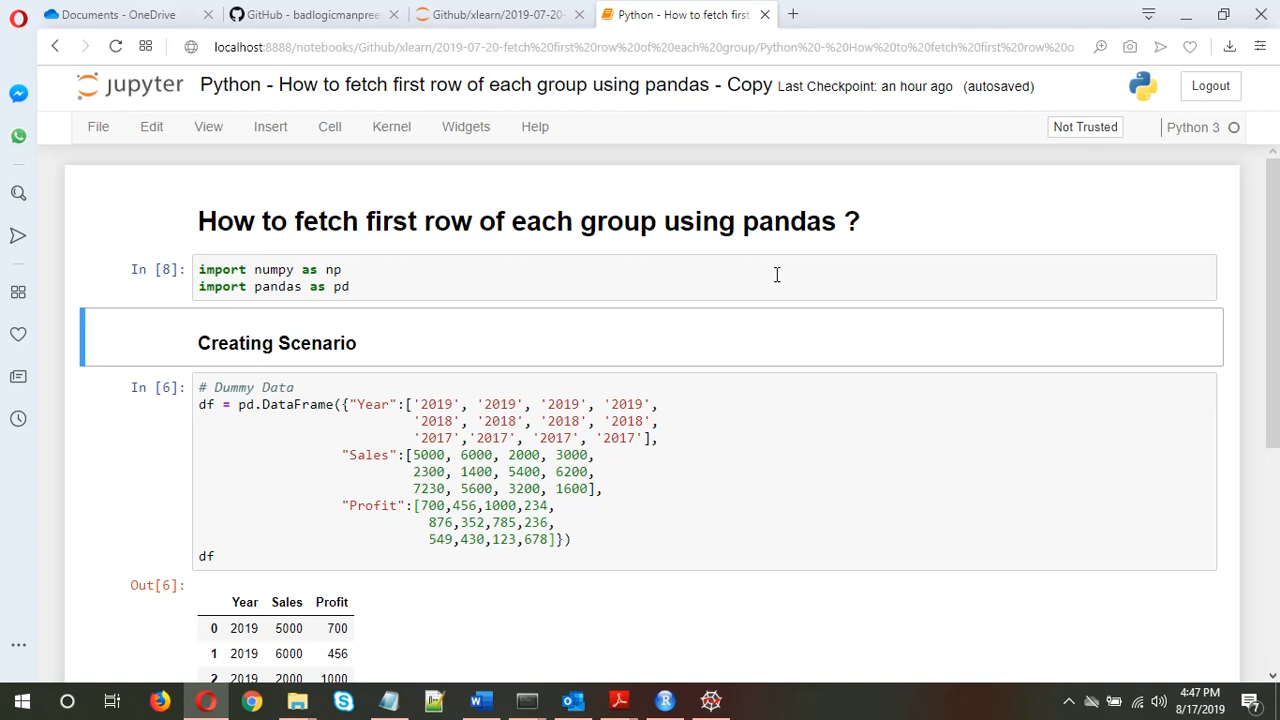 Documents - OneDrive
GitHub - badlogicmanpree
Github/xlearn/2019-07-20-
Python - How to fetch first
localhost:8888/notebooks/Github/xlearn/2019-07-20-fetch%20first%20row%20of%20each%20group/Python%20-%20How%20to%20fetch%20first%20row%20o
jupyter
Python - How to fetch first row of each group using pandas - Copy Last Checkpoint: an hour ago (autosaved)
Logout
File Edit View Insert Cell Kernel Widgets Help
Not Trusted
Python 3
How to fetch first row of each group using pandas ?
In [8]:
import numpy as np
import pandas as pd
Creating Scenario
In [6]:
# Dummy Data
df = pd.DataFrame({"Year":['2019', '2019', '2019', '2019',
'2018', '2018', '2018', '2018',
'2017','2017', '2017', '2017'],
"Sales":[5000, 6000, 2000, 3000,
2300, 1400, 5400, 6200,
7230, 5600, 3200, 1600],
"Profit":[700,456,1000,234,
876,352,785,236,
549,430,123,678]})
df
Out[6]:
Year Sales Profit
0 2019 5000 700
1 2019 6000 456
2 2019 2000 1000
4:47 PM
8/17/2019
7